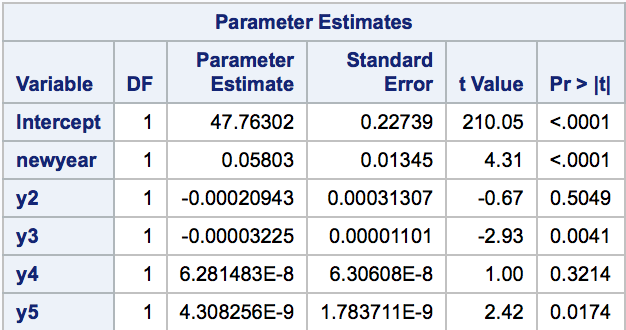 Parameter Estimates
Variable DF Parameter Estimate Standard Error t Value Pr > |t|
Intercept 1 47.76302 0.22739 210.05 <.0001
newyear 1 0.05803 0.01345 4.31 <.0001
y2 1 -0.00020943 0.00031307 -0.67 0.5049
y3 1 -0.00003225 0.00001101 -2.93 0.0041
y4 1 6.281483E-8 6.30608E-8 1.00 0.3214
y5 1 4.308256E-9 1.783711E-9 2.42 0.0174